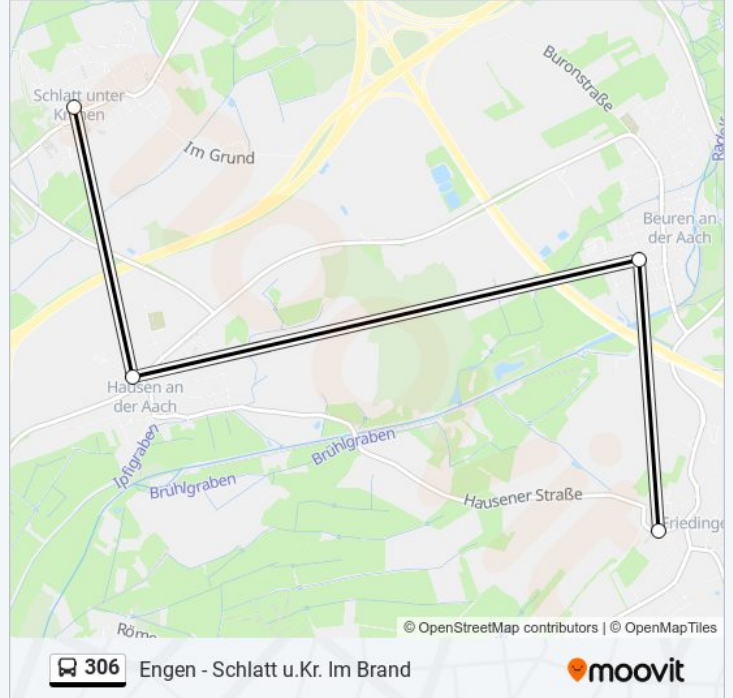 Schlatt unter
Krähen
Buronstraße
Im Grund
Beuren an
der Aach
Hausen an
der Aach
Ipfigraben
Brühlgraben
Brühlgraben
Hausener Straße
Friedinge
Röme
© OpenStreetMap contributors | © OpenMapTiles
306 Engen - Schlatt u.Kr. Im Brand
moovit